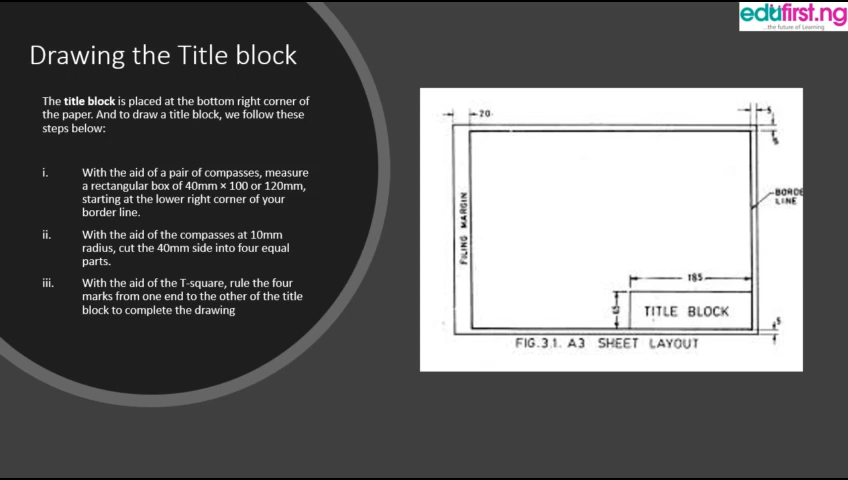 edufirst.ng
...the future of Learning
Drawing the Title block
The title block is placed at the bottom right corner of
the paper. And to draw a title block, we follow these
steps below:
i. With the aid of a pair of compasses, measure
a rectangular box of 40mm × 100 or 120mm,
starting at the lower right corner of your
border line.
ii. With the aid of the compasses at 10mm
radius, cut the 40mm side into four equal
parts.
iii. With the aid of the T-square, rule the four
marks from one end to the other of the title
block to complete the drawing
20
5
5
BORDE
LINE
FILING MARGIN
185
65
TITLE BLOCK
5
FIG.3.1. A3 SHEET LAYOUT